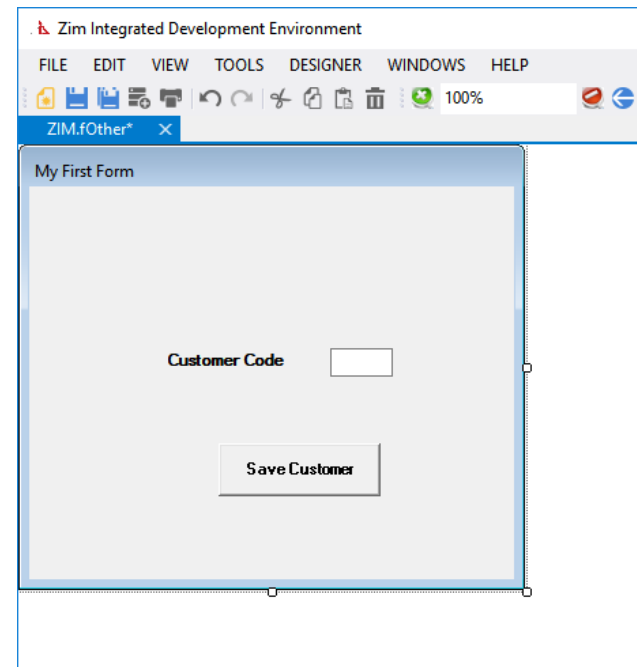 Zim Integrated Development Environment
FILE EDIT VIEW TOOLS DESIGNER WINDOWS HELP
100%
ZIM.fOther*
My First Form
Customer Code
Save Customer